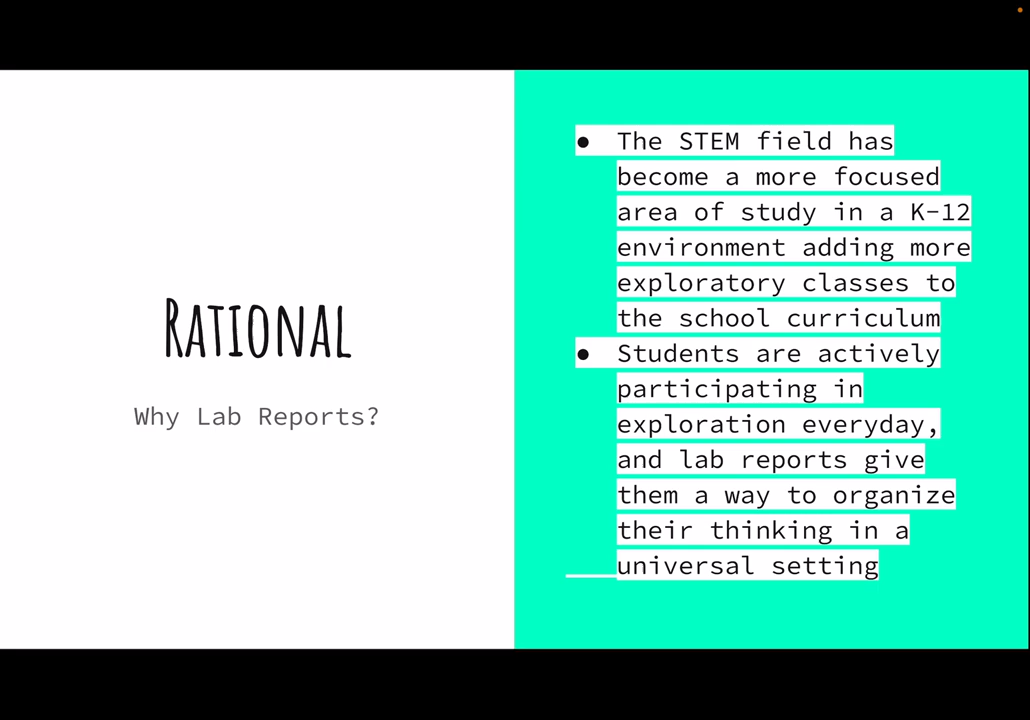 Rational
Why Lab Reports?
● The STEM field has
become a more focused
area of study in a K-12
environment adding more
exploratory classes to
the school curriculum
● Students are actively
participating in
exploration everyday,
and lab reports give
them a way to organize
their thinking in a
universal setting